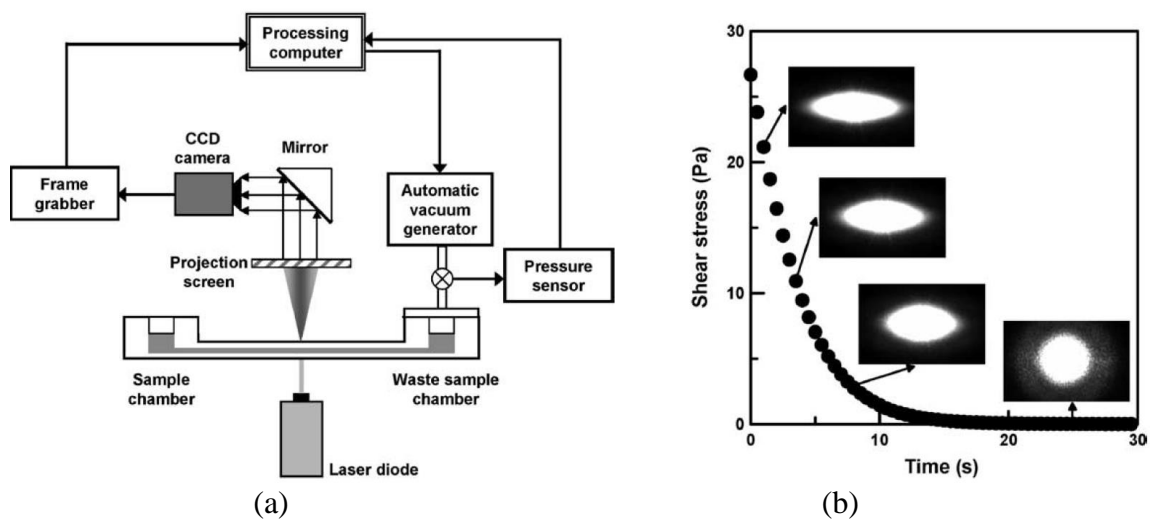 Processing
computer
CCD
camera
Mirror
Frame
grabber
Automatic
vacuum
generator
Projection
screen
Pressure
sensor
Sample
chamber
Waste sample
chamber
Laser diode
(a)
Shear stress (Pa)
30
20
10
0
0
10
20
30
Time (s)
(b)